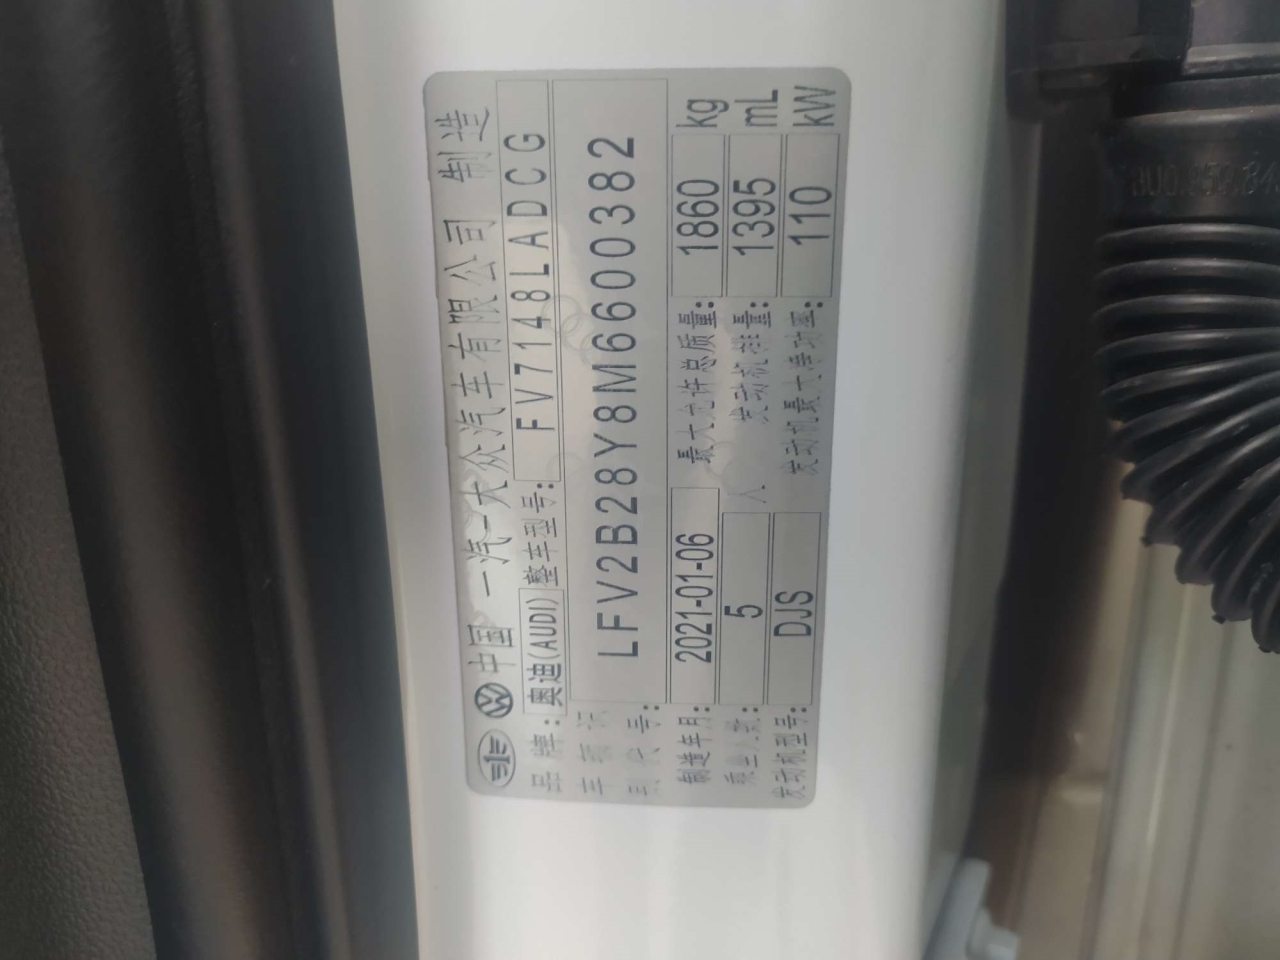 中国 一汽-大众汽车有限公司 制造
品牌: 奥迪(AUDI) 整车型号: FV7148LADCG
车辆识别代号: LFV2B28Y8M6600382
制造年月: 2021-01-06 最大允许总质量: 1860 kg
乘坐人数: 5 人 发动机排量: 1395 mL
发动机型号: DJS 发动机最大净功率: 110 kW